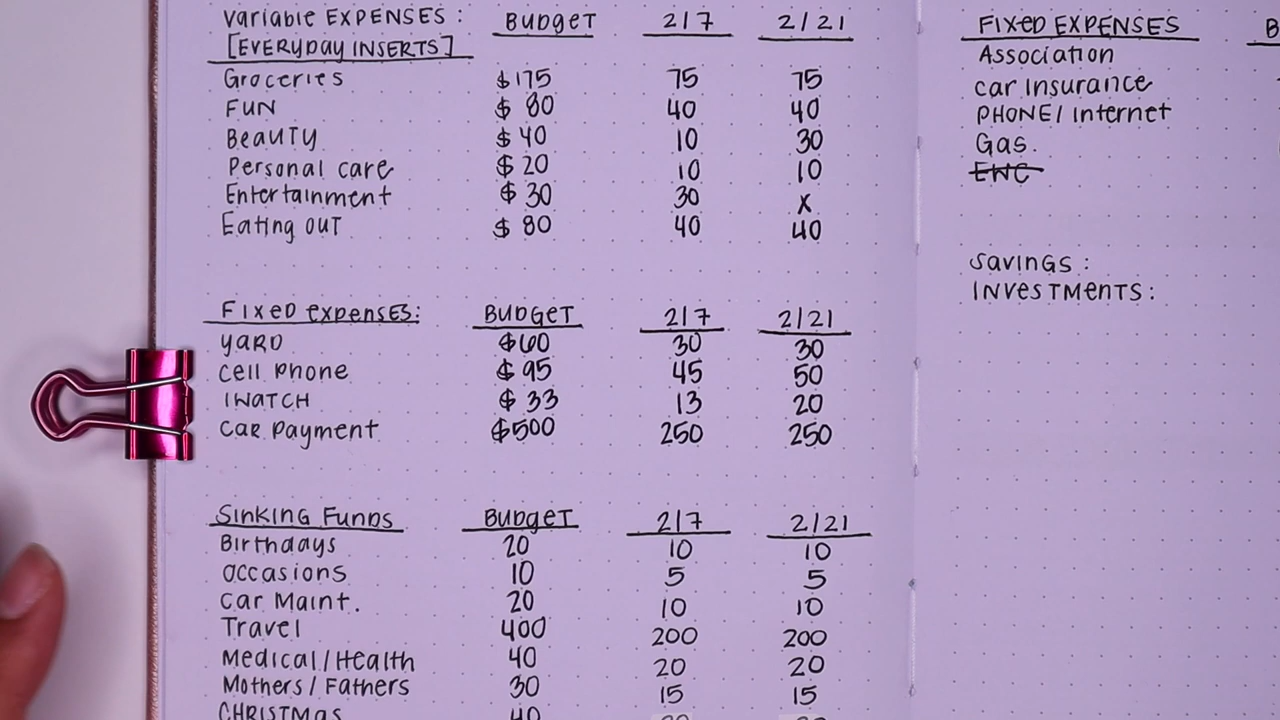 Variable EXPENSES: BUDGET 2/7 2/21
[EVERYDAY INSERTS]
Groceries $175 75 75
FUN $ 80 40 40
BEAUTY $ 40 10 30
Personal care $ 20 10 10
Entertainment $ 30 30 X
Eating out $ 80 40 40
Fixed expenses: BUDGET 2/7 2/21
YARD $60 30 30
Cell phone $ 95 45 50
IWATCH $ 33 13 20
Car payment $500 250 250
Sinking Funds Budget 2/7 2/21
Birthdays 20 10 10
Occasions 10 5 5
Car Maint. 20 10 10
Travel 400 200 200
Medical/Health 40 20 20
Mothers/Fathers 30 15 15
CHRISTMAS 40
FIXED EXPENSES B
Association
car insurance
PHONE/internet
Gas
EWC
Savings:
INVESTMENTS: